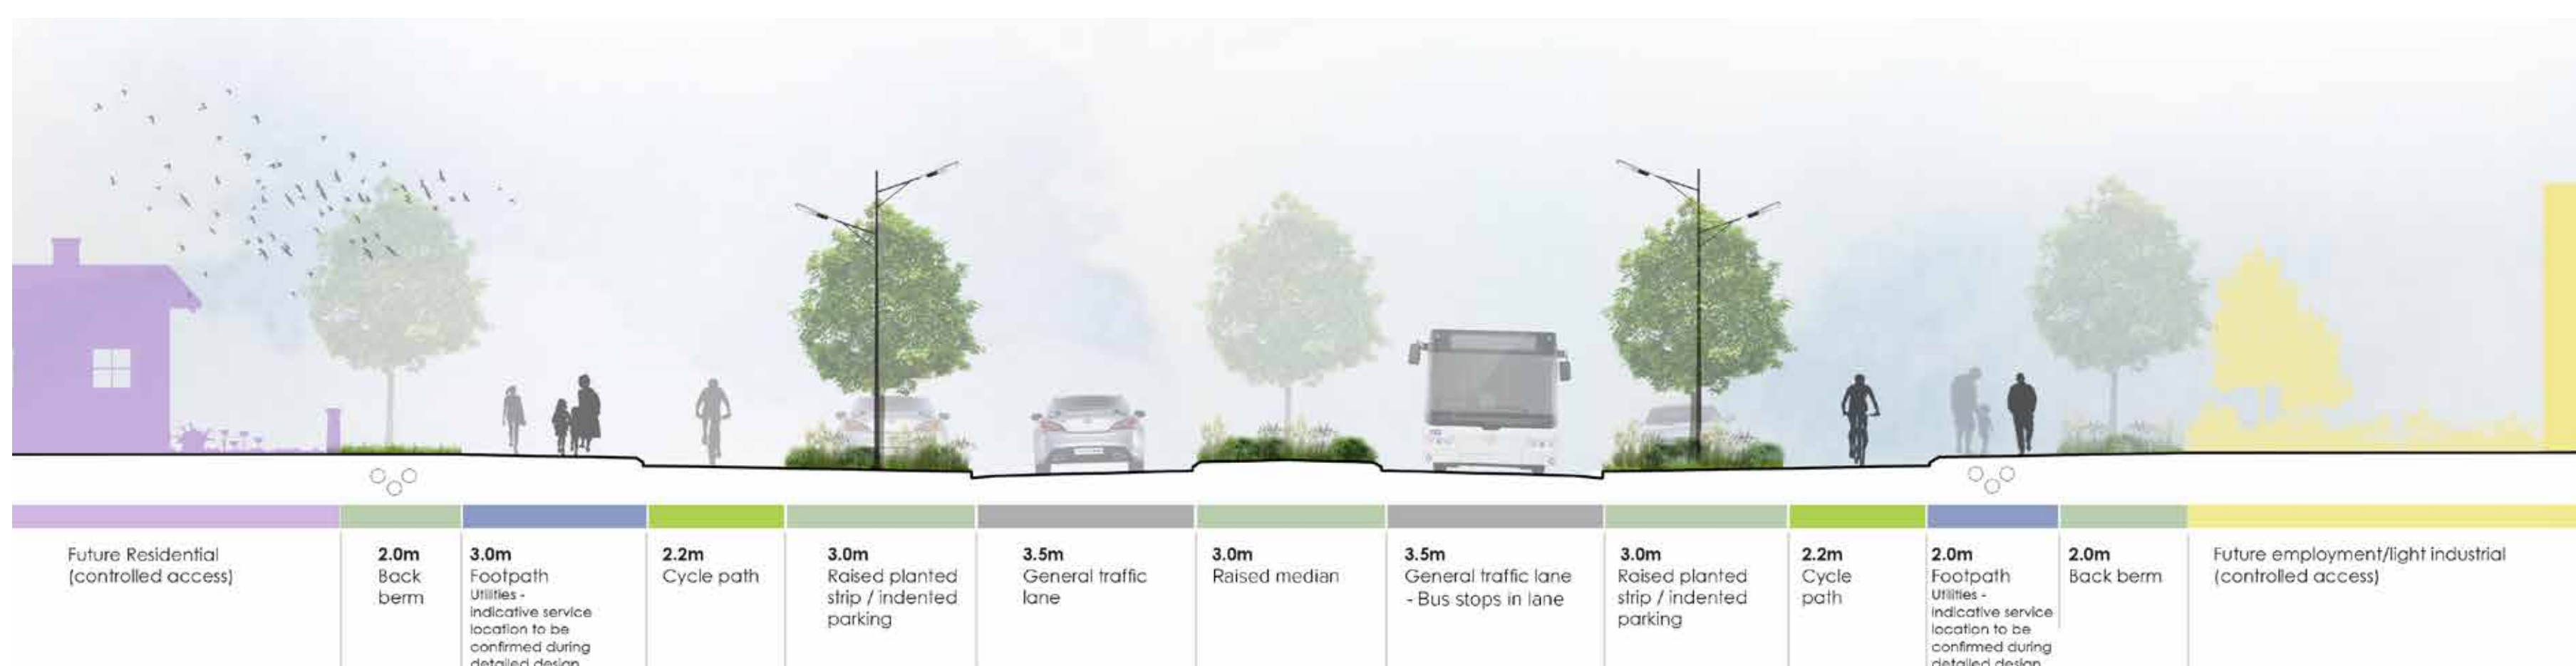 Future Residential
(controlled access)
2.0m
Back
berm
3.0m
Footpath
Utilities -
indicative service
location to be
confirmed during
detailed design
2.2m
Cycle path
3.0m
Raised planted
strip / indented
parking
3.5m
General traffic
lane
3.0m
Raised median
3.5m
General traffic lane
- Bus stops in lane
3.0m
Raised planted
strip / indented
parking
2.2m
Cycle
path
2.0m
Footpath
Utilities -
indicative service
location to be
confirmed during
detailed design
2.0m
Back berm
Future employment/light industrial
(controlled access)